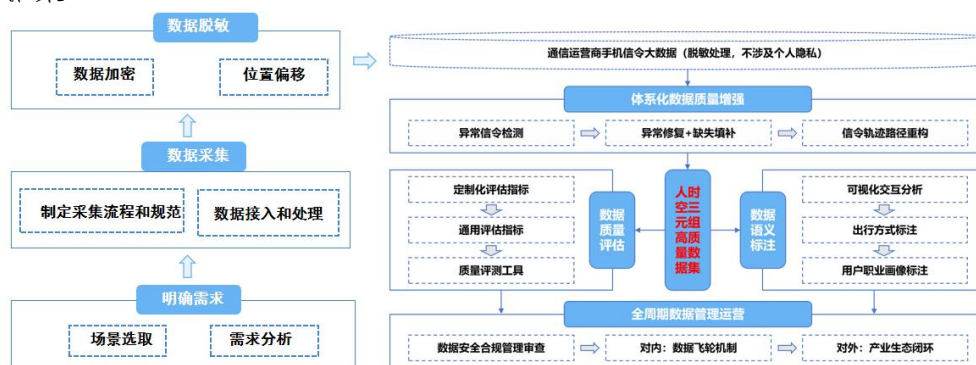 数据脱敏
数据加密
位置偏移
数据采集
制定采集流程和规范
数据接入和处理
明确需求
场景选取
需求分析
通信运营商手机信令大数据（脱敏处理，不涉及个人隐私）
体系化数据质量增强
异常信令检测
异常修复+缺失填补
信令轨迹路径重构
定制化评估指标
通用评估指标
质量评测工具
数据
质量
评估
人时
空三
元组
高质
量数
据集
数据
语义
标注
可视化交互分析
出行方式标注
用户职业画像标注
全周期数据管理运营
数据安全合规管理审查
对内：数据飞轮机制
对外：产业生态闭环